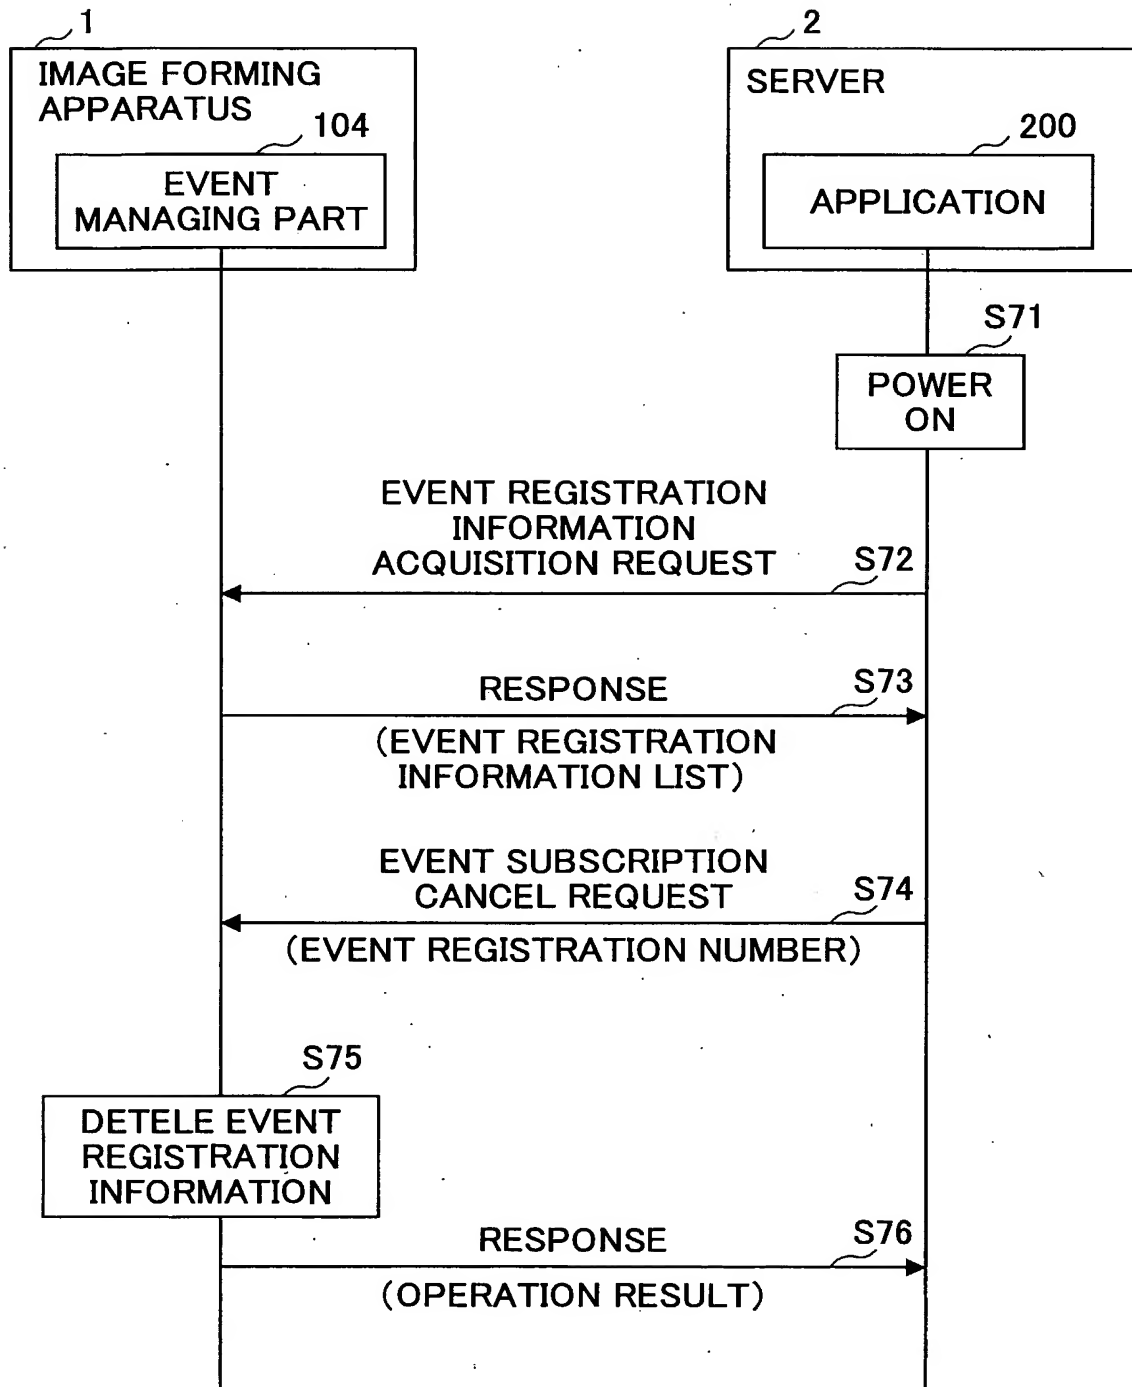 1
IMAGE FORMING
APPARATUS
104
EVENT
MANAGING PART
2
SERVER
200
APPLICATION
S71
POWER
ON
EVENT REGISTRATION
INFORMATION
ACQUISITION REQUEST
S72
RESPONSE
S73
(EVENT REGISTRATION
INFORMATION LIST)
EVENT SUBSCRIPTION
CANCEL REQUEST
S74
(EVENT REGISTRATION NUMBER)
S75
DETELE EVENT
REGISTRATION
INFORMATION
RESPONSE
S76
(OPERATION RESULT)